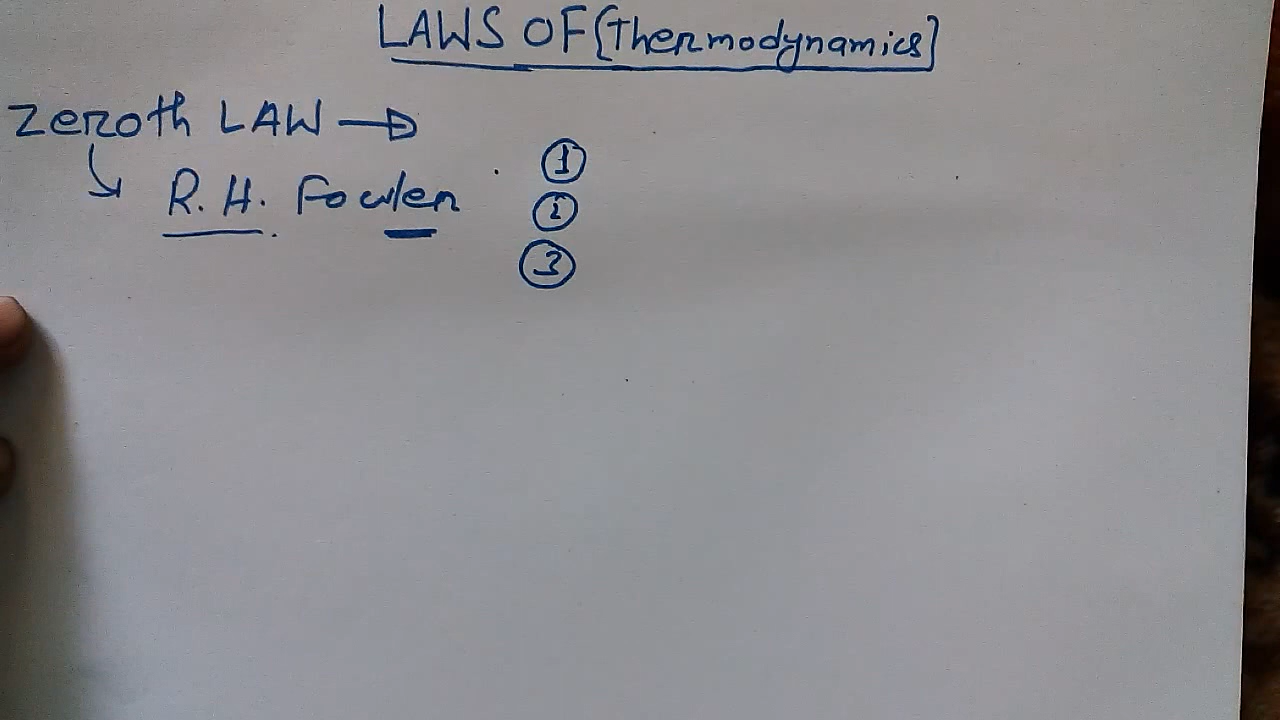 LAWS OF [Thermodynamics]
Zeroth LAW →
↳ R. H. Fowler
①
②
③